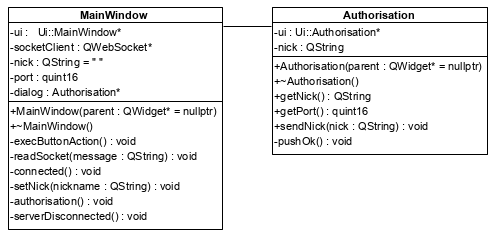 MainWindow
-ui : Ui::MainWindow*
-socketClient : QWebSocket*
-nick : QString = " "
-port : quint16
-dialog : Authorisation*
+MainWindow(parent : QWidget* = nullptr)
+~MainWindow()
-execButtonAction() : void
-readSocket(message : QString) : void
-connected() : void
-setNick(nickname : QString) : void
-authorisation() : void
-serverDisconnected() : void
Authorisation
-ui : Ui::Authorisation*
-nick : QString
+Authorisation(parent : QWidget* = nullptr)
+~Authorisation()
+getNick() : QString
+getPort() : quint16
+sendNick(nick : QString) : void
-pushOk() : void